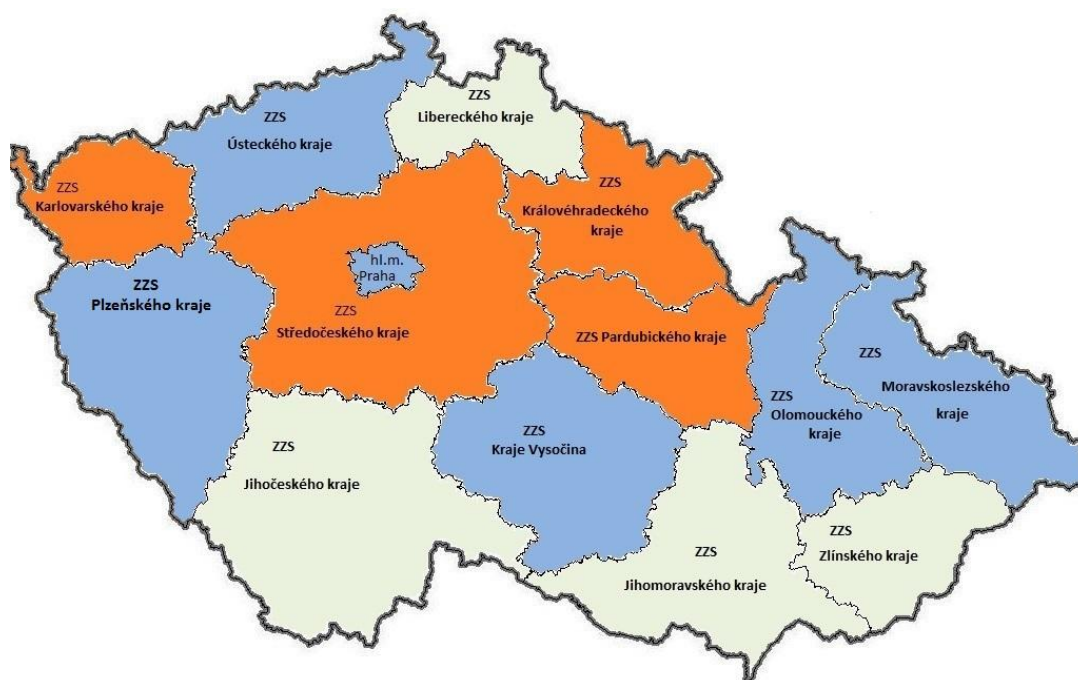 ZZS
Libereckého kraje
ZZS
Ústeckého kraje
ZZS
Karlovarského kraje
ZZS
Královéhradeckého
kraje
hl.m.
Praha
ZZS
Plzeňského kraje
ZZS
Středočeského kraje
ZZS Pardubického kraje
ZZS
Moravskoslezského
kraje
ZZS
Olomouckého
kraje
ZZS
Kraje Vysočina
ZZS
Jihočeského kraje
ZZS
Zlínského kraje
ZZS
Jihomoravského kraje